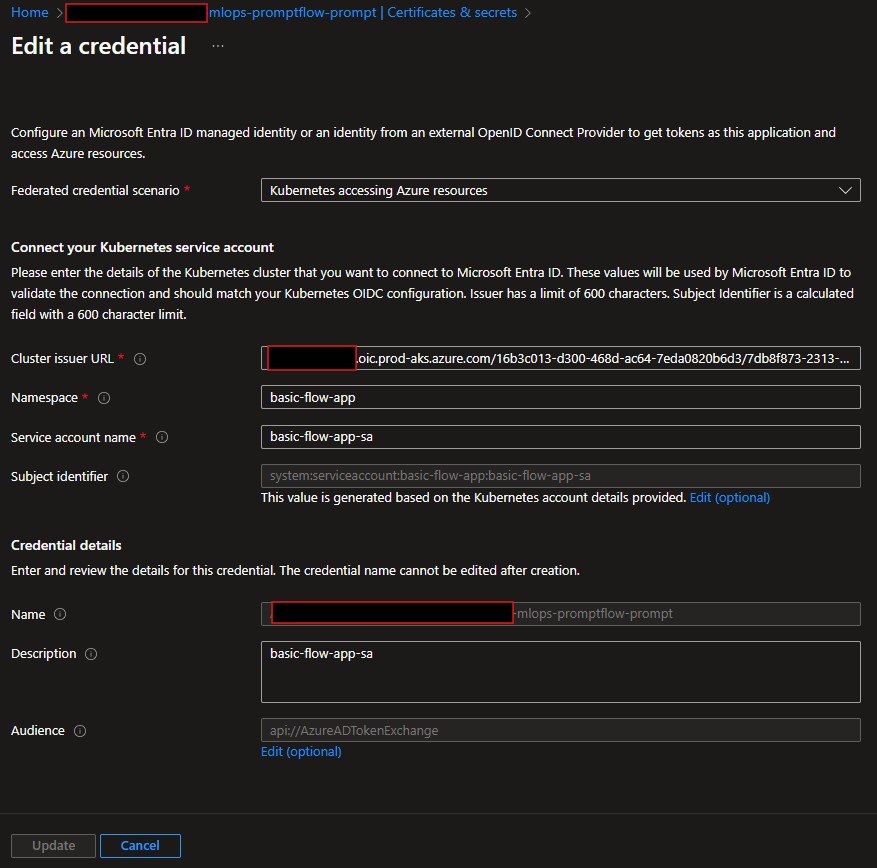 Home > mlops-promptflow-prompt | Certificates & secrets >
Edit a credential ...
Configure an Microsoft Entra ID managed identity or an identity from an external OpenID Connect Provider to get tokens as this application and
access Azure resources.
Federated credential scenario * Kubernetes accessing Azure resources
Connect your Kubernetes service account
Please enter the details of the Kubernetes cluster that you want to connect to Microsoft Entra ID. These values will be used by Microsoft Entra ID to
validate the connection and should match your Kubernetes OIDC configuration. Issuer has a limit of 600 characters. Subject Identifier is a calculated
field with a 600 character limit.
Cluster issuer URL * .oic.prod-aks.azure.com/16b3c013-d300-468d-ac64-7eda0820b6d3/7db8f873-2313-...
Namespace * basic-flow-app
Service account name * basic-flow-app-sa
Subject identifier system:serviceaccount:basic-flow-app:basic-flow-app-sa
This value is generated based on the Kubernetes account details provided. Edit (optional)
Credential details
Enter and review the details for this credential. The credential name cannot be edited after creation.
Name -mlops-promptflow-prompt
Description basic-flow-app-sa
Audience api://AzureADTokenExchange
Edit (optional)
Update Cancel